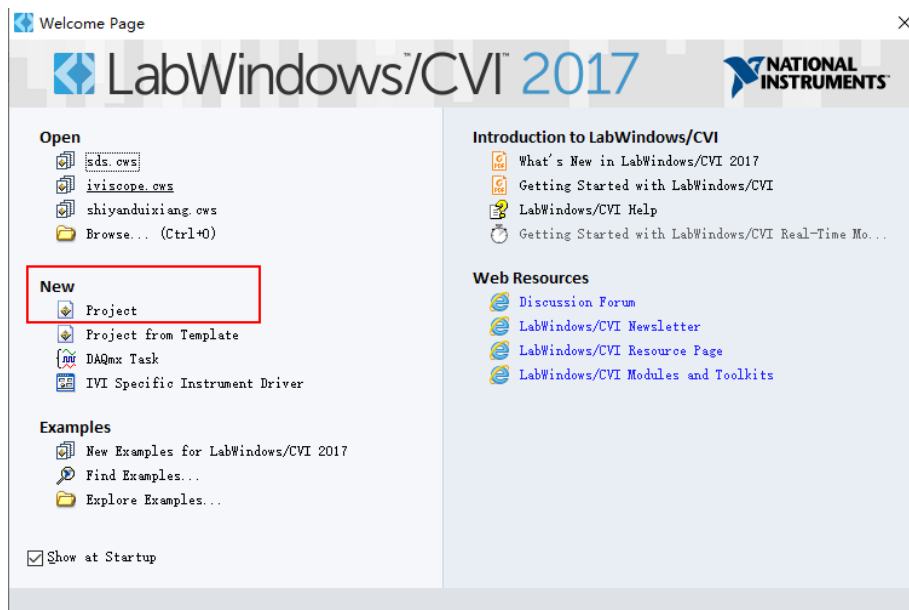 Welcome Page
LabWindows™/CVI™ 2017
NATIONAL
INSTRUMENTS™
Open
sds.cws
iviscope.cws
shiyanduixiang.cws
Browse... (Ctrl+O)
New
Project
Project from Template
DAQmx Task
IVI Specific Instrument Driver
Examples
New Examples for LabWindows/CVI 2017
Find Examples...
Explore Examples...
Show at Startup
Introduction to LabWindows/CVI
What's New in LabWindows/CVI 2017
Getting Started with LabWindows/CVI
LabWindows/CVI Help
Getting Started with LabWindows/CVI Real-Time Mo...
Web Resources
Discussion Forum
LabWindows/CVI Newsletter
LabWindows/CVI Resource Page
LabWindows/CVI Modules and Toolkits